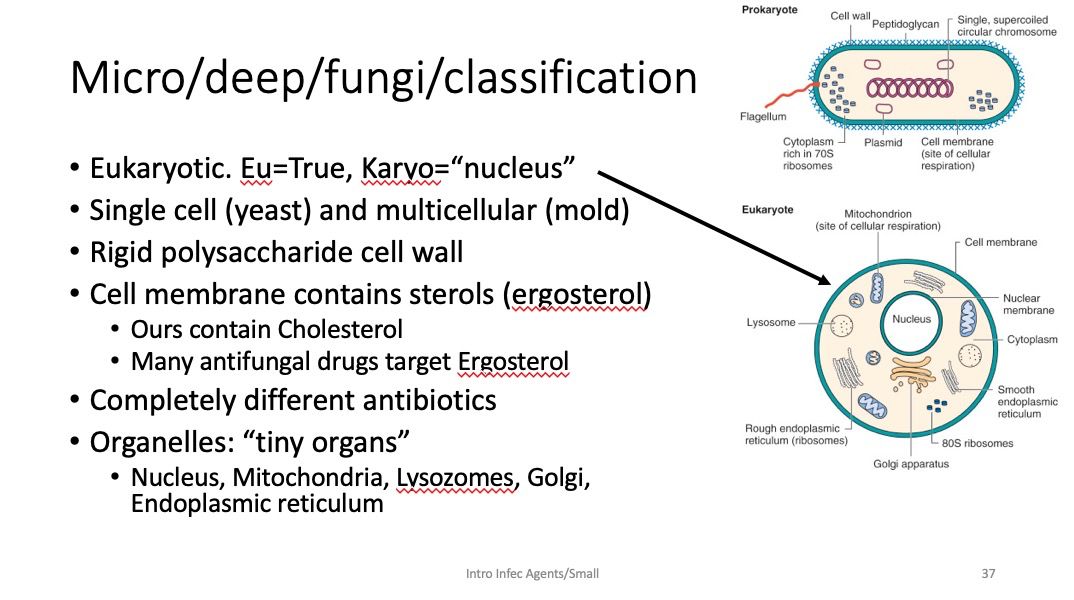 Micro/deep/fungi/classification
• Eukaryotic. Eu=True, Karyo=“nucleus”
• Single cell (yeast) and multicellular (mold)
• Rigid polysaccharide cell wall
• Cell membrane contains sterols (ergosterol)
• Ours contain Cholesterol
• Many antifungal drugs target Ergosterol
• Completely different antibiotics
• Organelles: “tiny organs”
• Nucleus, Mitochondria, Lysozomes, Golgi,
Endoplasmic reticulum
Prokaryote
Cell wall
Peptidoglycan
Single, supercoiled
circular chromosome
Flagellum
Cytoplasm
rich in 70S
ribosomes
Plasmid
Cell membrane
(site of cellular
respiration)
Eukaryote
Mitochondrion
(site of cellular respiration)
Cell membrane
Nuclear
membrane
Nucleus
Lysosome
Cytoplasm
Smooth
endoplasmic
reticulum
Rough endoplasmic
reticulum (ribosomes)
80S ribosomes
Golgi apparatus
Intro Infec Agents/Small
37